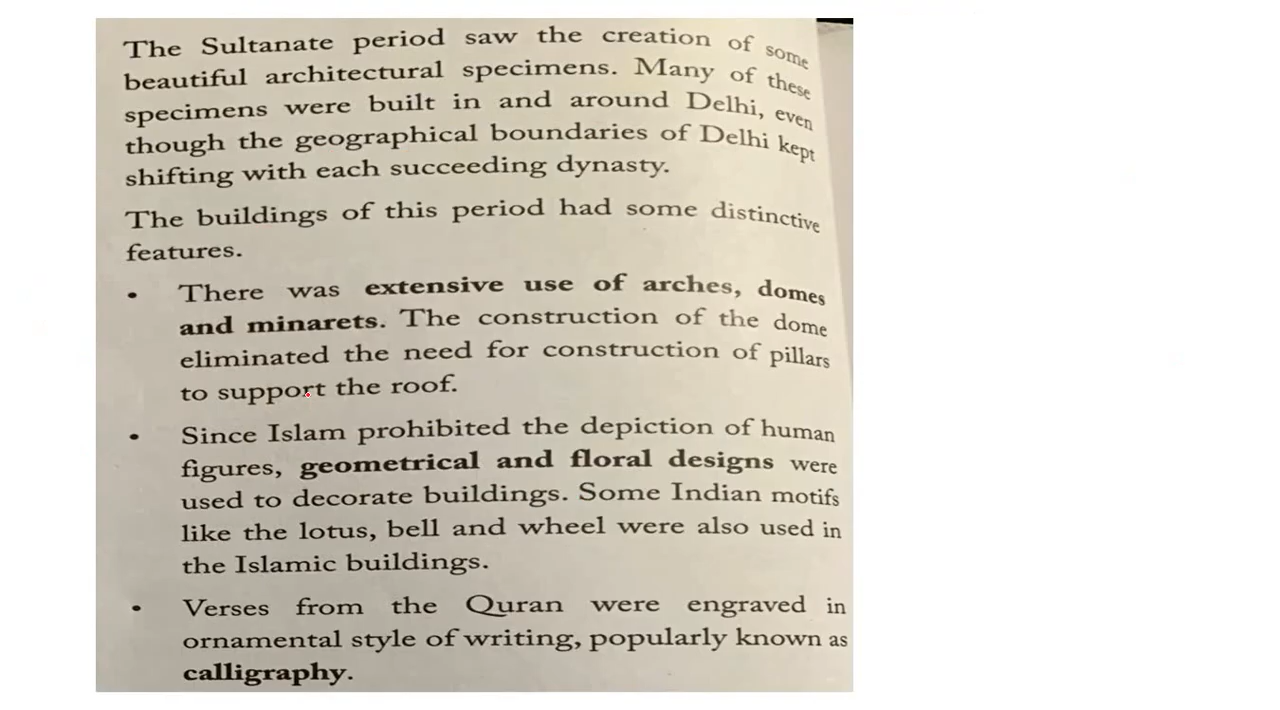 The Sultanate period saw the creation of some
beautiful architectural specimens. Many of these
specimens were built in and around Delhi, even
though the geographical boundaries of Delhi kept
shifting with each succeeding dynasty.
The buildings of this period had some distinctive
features.
• There was extensive use of arches, domes
and minarets. The construction of the dome
eliminated the need for construction of pillars
to support the roof.
• Since Islam prohibited the depiction of human
figures, geometrical and floral designs were
used to decorate buildings. Some Indian motifs
like the lotus, bell and wheel were also used in
the Islamic buildings.
• Verses from the Quran were engraved in
ornamental style of writing, popularly known as
calligraphy.